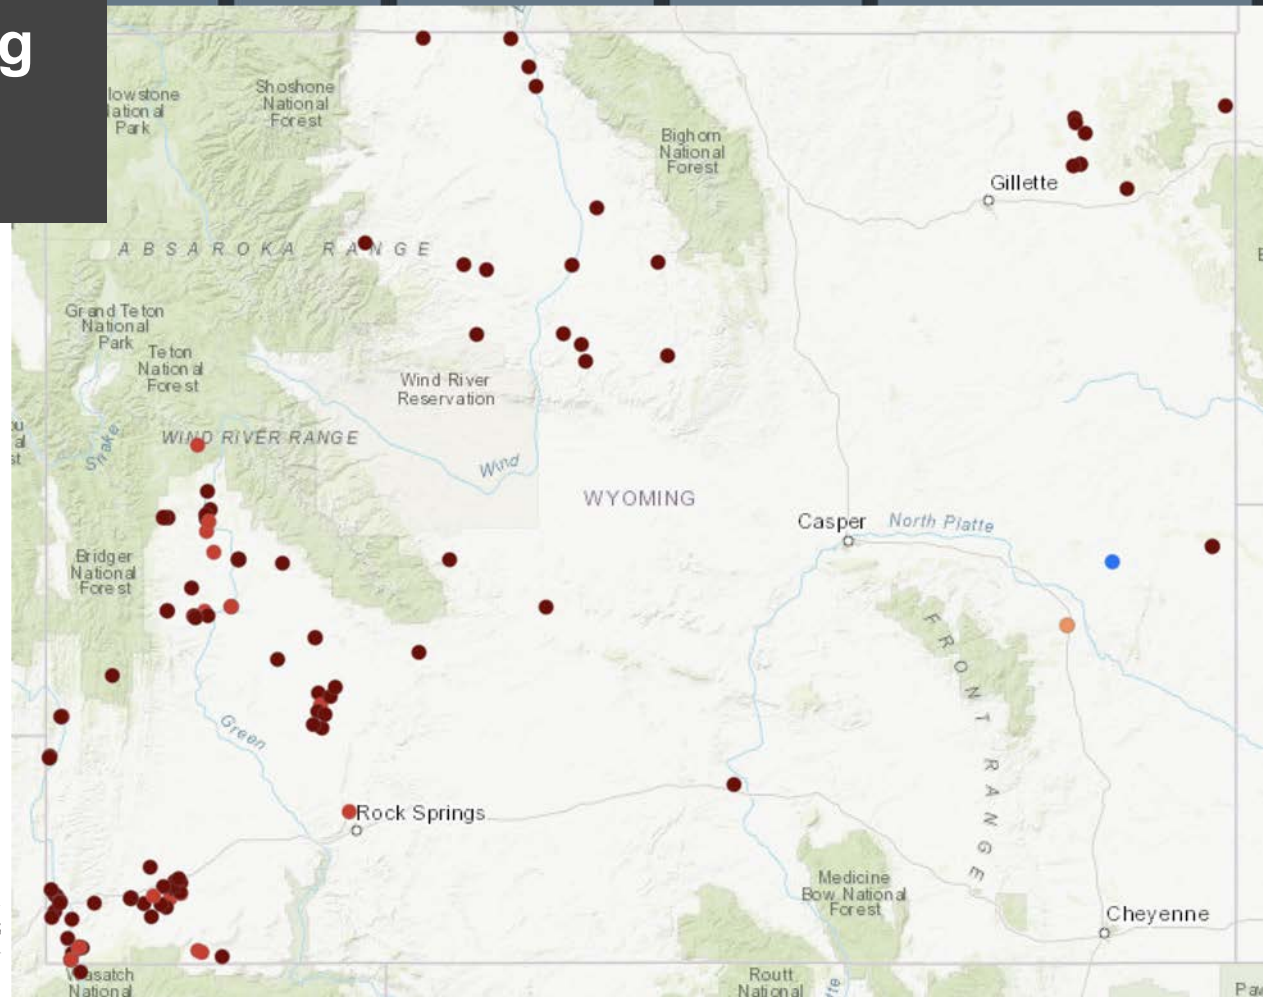 g
lowstone
National
Park
Shoshone
National
Forest
Bighorn
National
Forest
Gillette
ABSAROKA RANGE
Grand Teton
National
Park
Teton
National
Forest
Wind River
Reservation
WIND RIVER RANGE
Snake
Wind
WYOMING
Casper
North Platte
Bridger
National
Forest
FRONT RANGE
Green
Rock Springs
Medicine
Bow National
Forest
Cheyenne
Wasatch
National
Routt
National